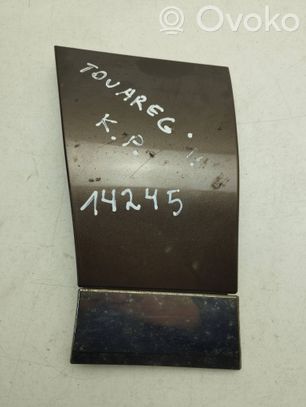 Ovoko
TOUAREG.
K. P.
14245